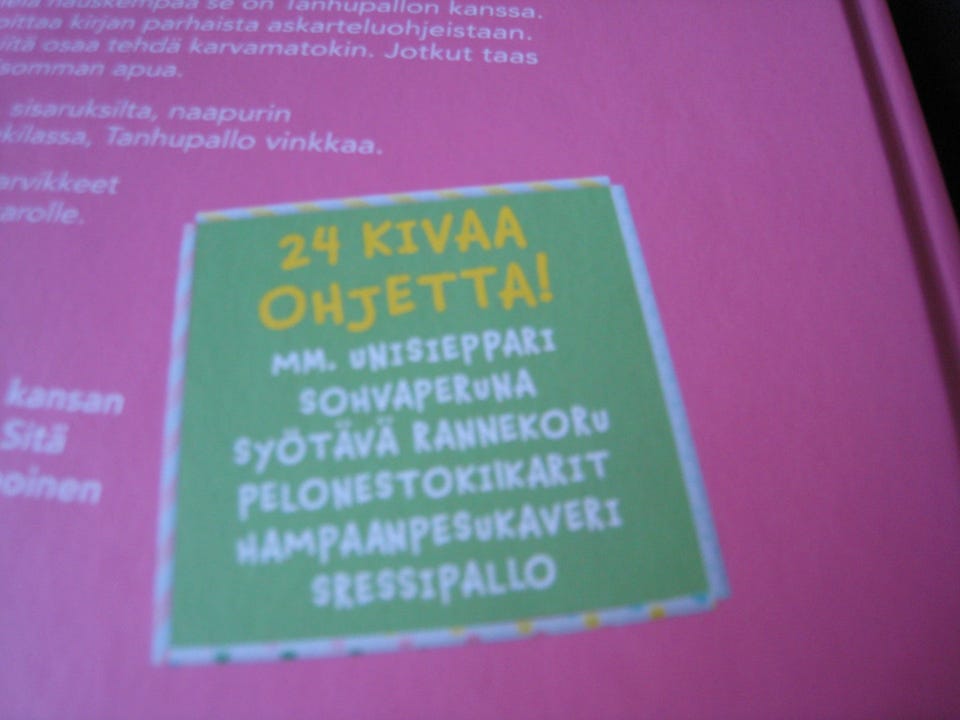 hauskempaa se on Tanhupallon kanssa.
kirjan parhaista askarteluohjeistaan.
osaa tehdä karvamatokin. Jotkut taas
apua.
sisaruksilta, naapurin
Tanhupallo vinkkaa.
24 KIVAA
OHJETTA!
MM. UNISIEPPARI
SOHVAPERUNA
SYÖTÄVÄ RANNEKORU
PELONESTOKIIKARIT
HAMPAANPESUKAVERI
SRESSIPALLO
kansan
Sitä